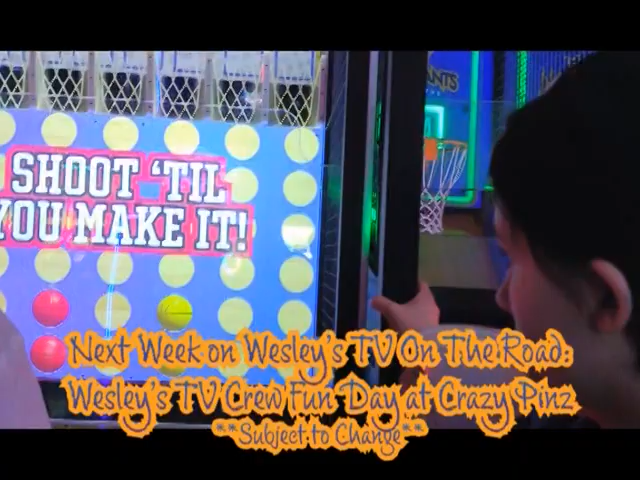 SHOOT 'TIL
YOU MAKE IT!
Next Week on Wesley's TV On The Road:
Wesley's TV Crew Fun Day at Crazy Pinz
**Subject to Change**